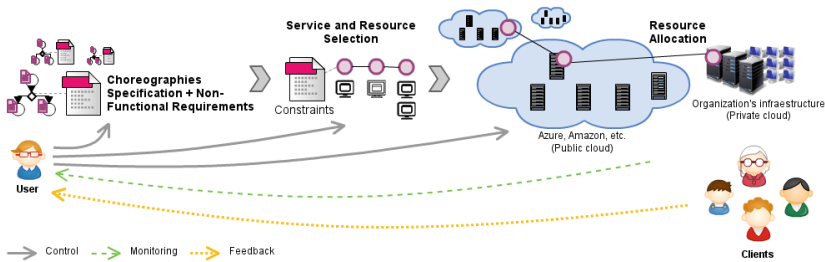 Service and Resource
Selection
Resource
Allocation
Choreographies
Specification + Non-
Functional Requirements
Constraints
Organization's infraestructure
(Private cloud)
Azure, Amazon, etc.
(Public cloud)
User
Clients
Control
Monitoring
Feedback